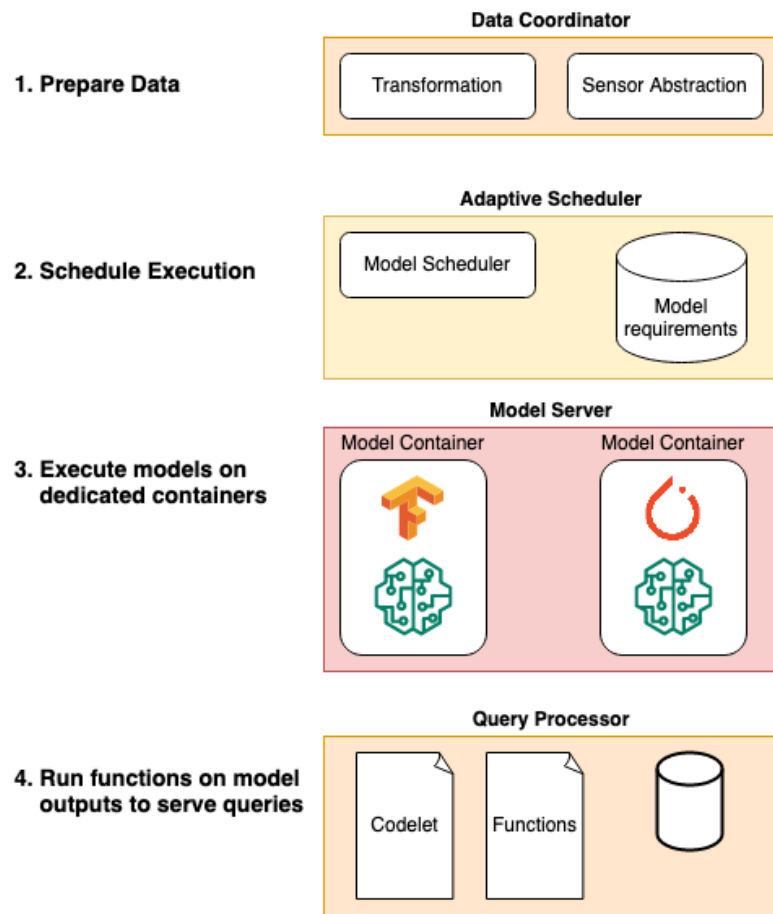 Data Coordinator
1. Prepare Data
Transformation
Sensor Abstraction
Adaptive Scheduler
2. Schedule Execution
Model Scheduler
Model
requirements
Model Server
Model Container
Model Container
3. Execute models on
dedicated containers
Query Processor
4. Run functions on model
outputs to serve queries
Codelet
Functions